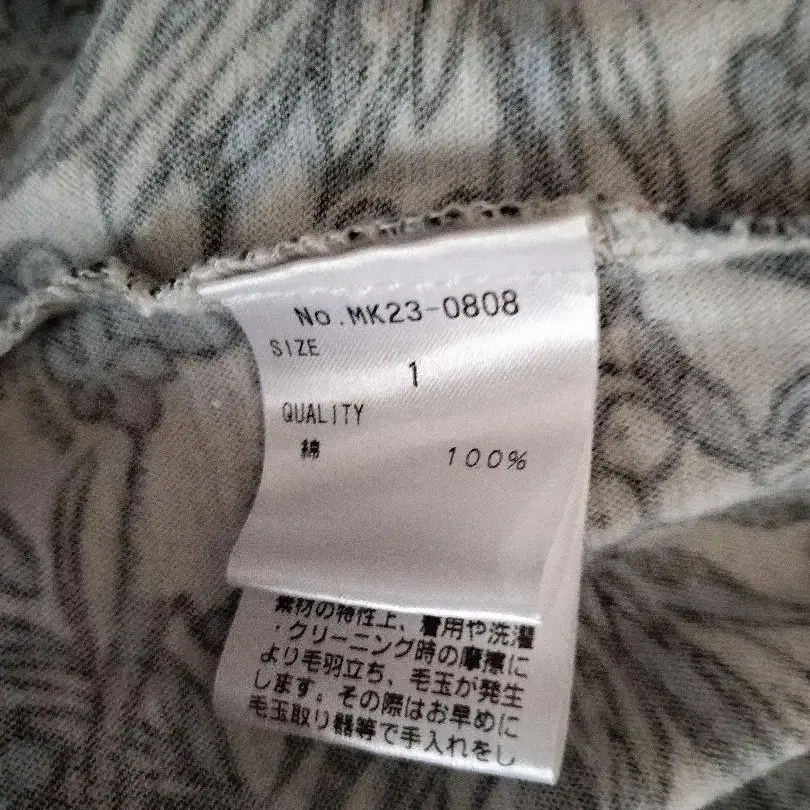 No.MK23-0808
SIZE
1
QUALITY
綿 100%
素材の特性上、着用や洗濯
・クリーニング時の摩擦に
より毛羽立ち、毛玉が発生
します。その際はお早めに
毛玉取り器等で手入れをし